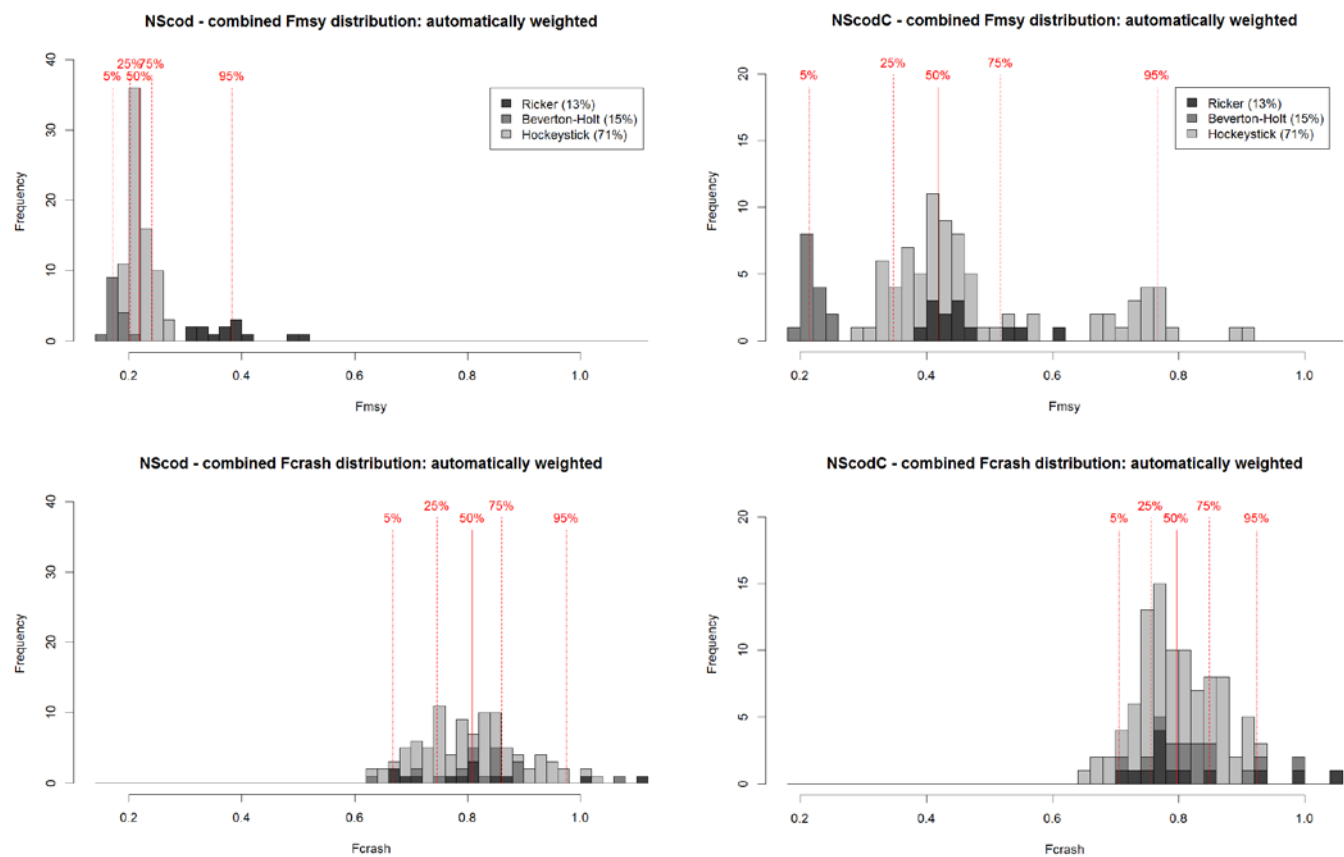 NScod - combined Fmsy distribution: automatically weighted
40
30
20
10
0
Frequency
25% 75%
5% 50% 95%
Ricker (13%)
Beverton-Holt (15%)
Hockeystick (71%)
0.2 0.4 0.6 0.8 1.0
Fmsy
NScodC - combined Fmsy distribution: automatically weighted
20
15
10
5
0
Frequency
25% 75%
5% 50% 95%
Ricker (13%)
Beverton-Holt (15%)
Hockeystick (71%)
0.2 0.4 0.6 0.8 1.0
Fmsy
NScod - combined Fcrash distribution: automatically weighted
40
30
20
10
0
Frequency
25% 75%
5% 50% 95%
0.2 0.4 0.6 0.8 1.0
Fcrash
NScodC - combined Fcrash distribution: automatically weighted
20
15
10
5
0
Frequency
25% 75%
5% 50% 95%
0.2 0.4 0.6 0.8 1.0
Fcrash